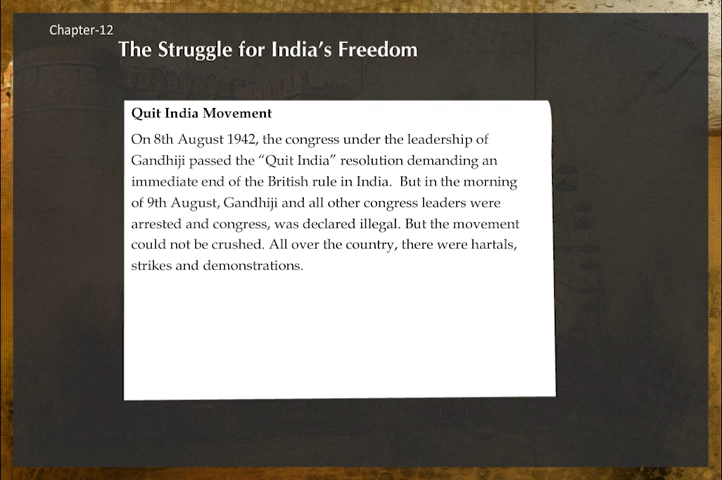 Chapter-12
The Struggle for India's Freedom
Quit India Movement
On 8th August 1942, the congress under the leadership of
Gandhiji passed the “Quit India” resolution demanding an
immediate end of the British rule in India.  But in the morning
of 9th August, Gandhiji and all other congress leaders were
arrested and congress, was declared illegal. But the movement
could not be crushed. All over the country, there were hartals,
strikes and demonstrations.